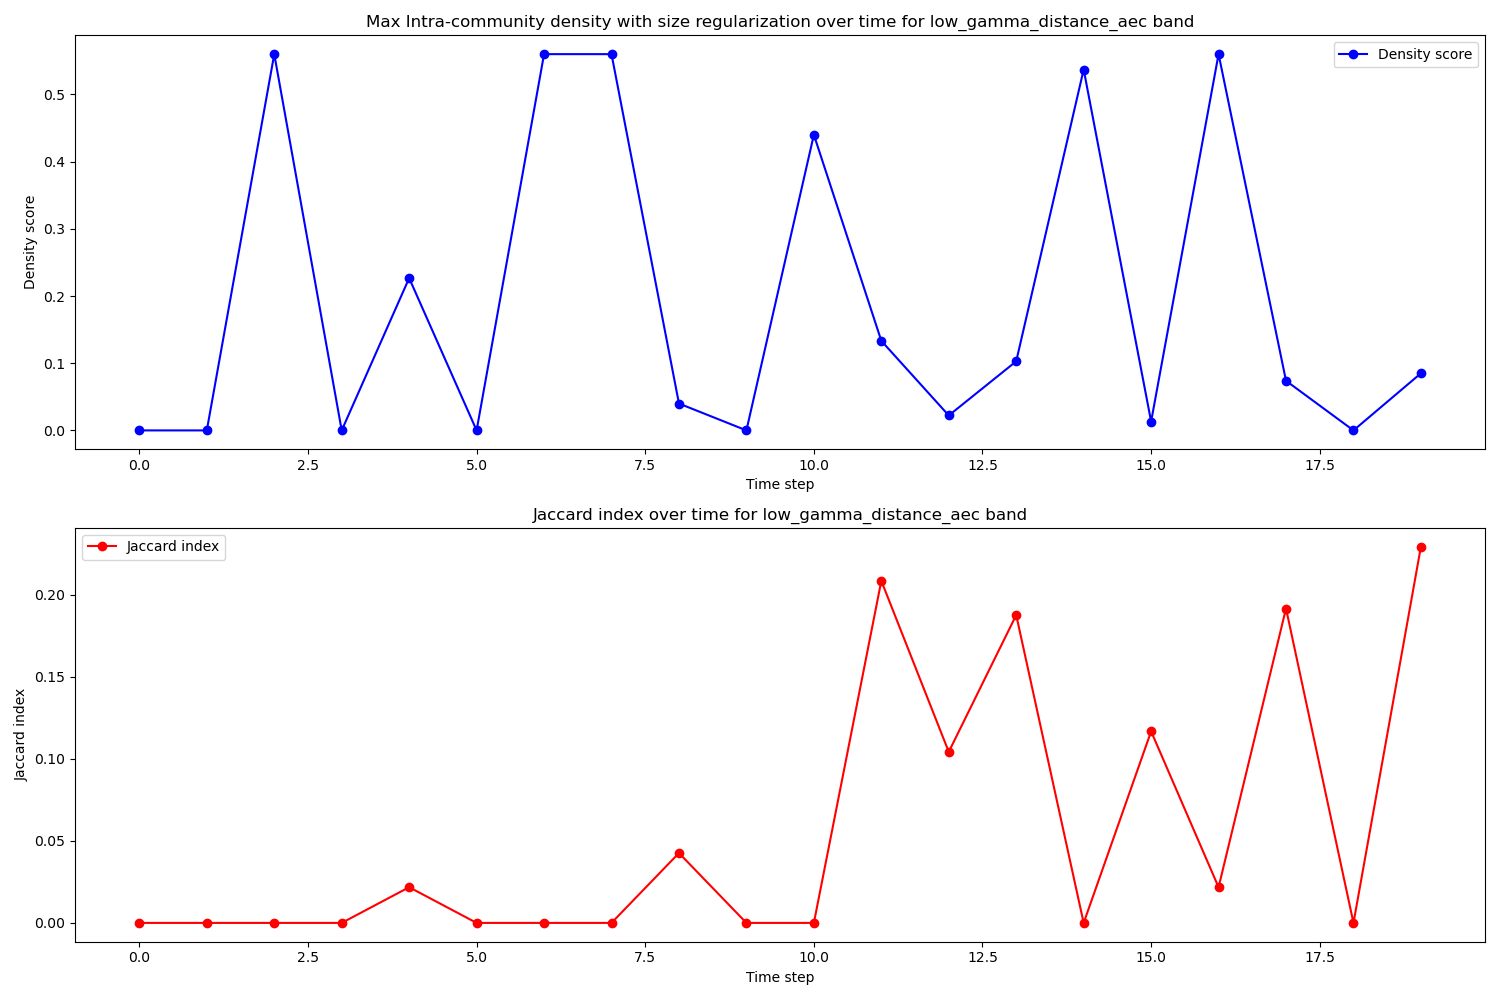 Max Intra-community density with size regularization over time for low_gamma_distance_aec band
Density score
Density score
0.5
0.4
0.3
0.2
0.1
0.0
0.0 2.5 5.0 7.5 10.0 12.5 15.0 17.5
Time step
Jaccard index over time for low_gamma_distance_aec band
Jaccard index
Jaccard index
0.20
0.15
0.10
0.05
0.00
0.0 2.5 5.0 7.5 10.0 12.5 15.0 17.5
Time step